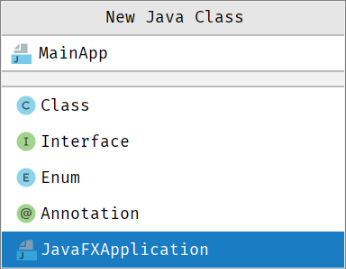 New Java Class
MainApp
C Class
I Interface
E Enum
@ Annotation
JavaFXApplication